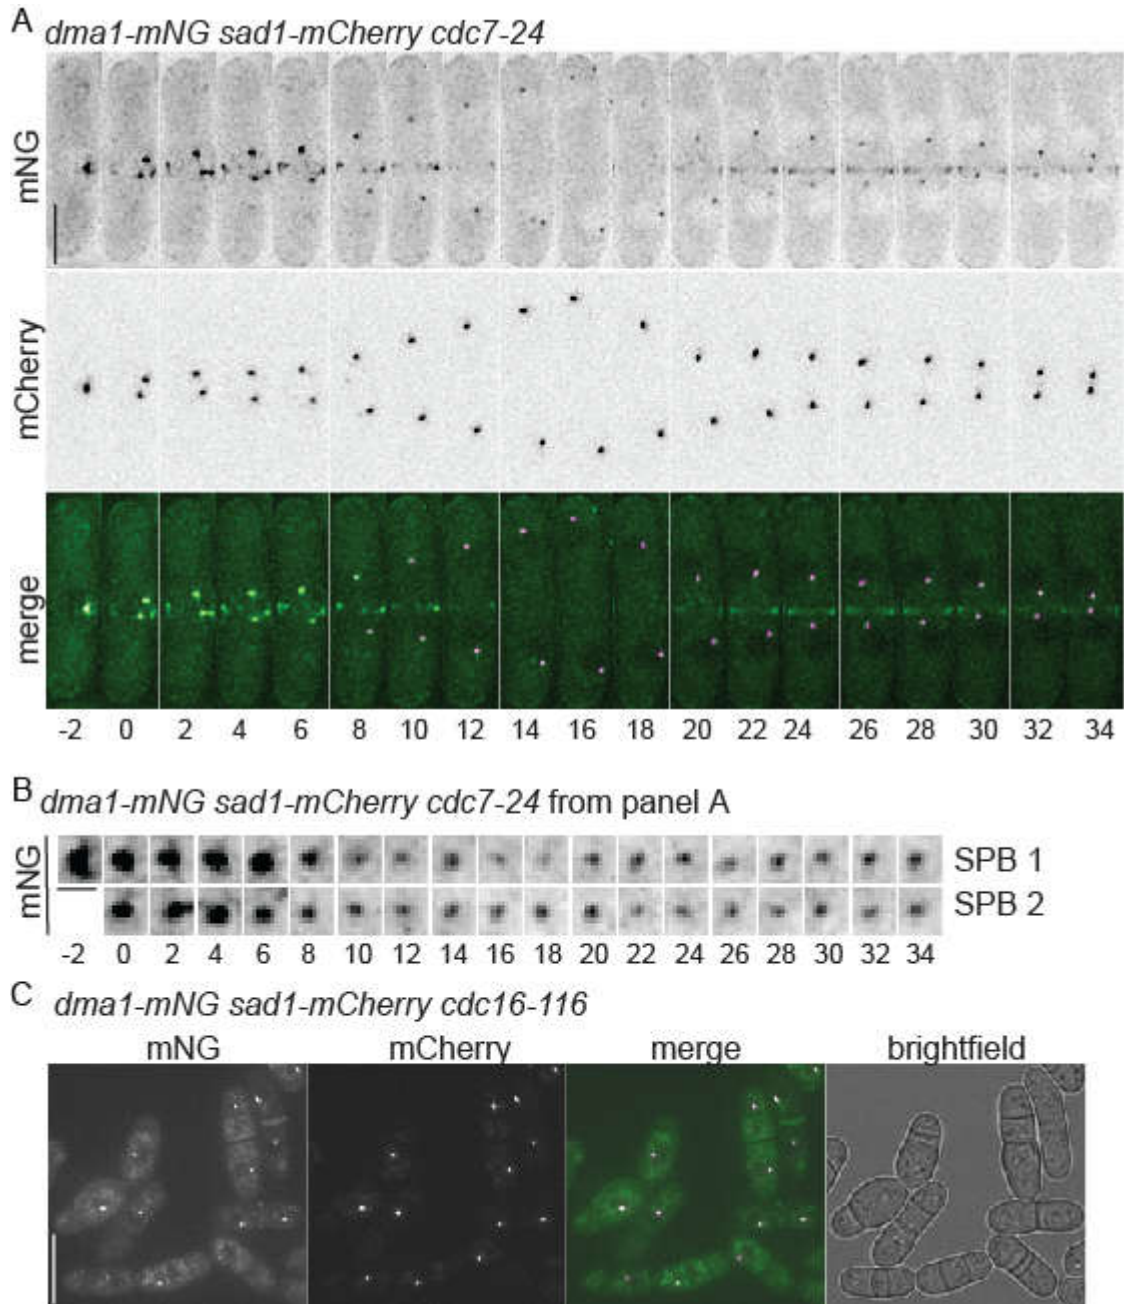 A dma1-mNG sad1-mCherry cdc7-24
mNG
mCherry
merge
-2 0 2 4 6 8 10 12 14 16 18 20 22 24 26 28 30 32 34
B dma1-mNG sad1-mCherry cdc7-24 from panel A
mNG
SPB 1
SPB 2
-2 0 2 4 6 8 10 12 14 16 18 20 22 24 26 28 30 32 34
C dma1-mNG sad1-mCherry cdc16-116
mNG mCherry merge brightfield